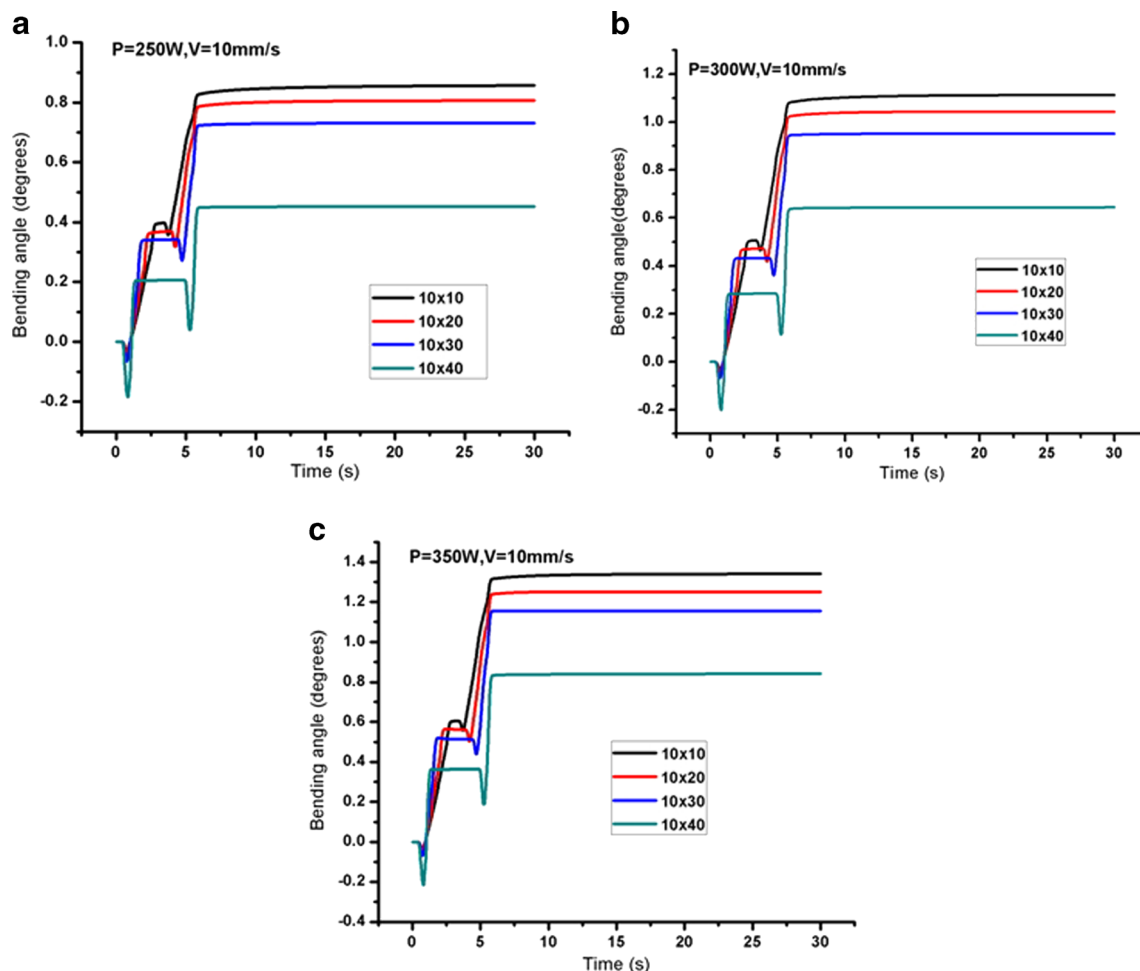 a
P=250W,V=10mm/s
Bending angle (degrees)
1.0
0.8
0.6
0.4
0.2
0.0
-0.2
10x10
10x20
10x30
10x40
0 5 10 15 20 25 30
Time (s)
b
P=300W,V=10mm/s
Bending angle(degrees)
1.2
1.0
0.8
0.6
0.4
0.2
0.0
-0.2
10x10
10x20
10x30
10x40
0 5 10 15 20 25 30
Time (s)
c
P=350W,V=10mm/s
Bending angle (degrees)
1.4
1.2
1.0
0.8
0.6
0.4
0.2
0.0
-0.2
-0.4
10x10
10x20
10x30
10x40
0 5 10 15 20 25 30
Time (s)